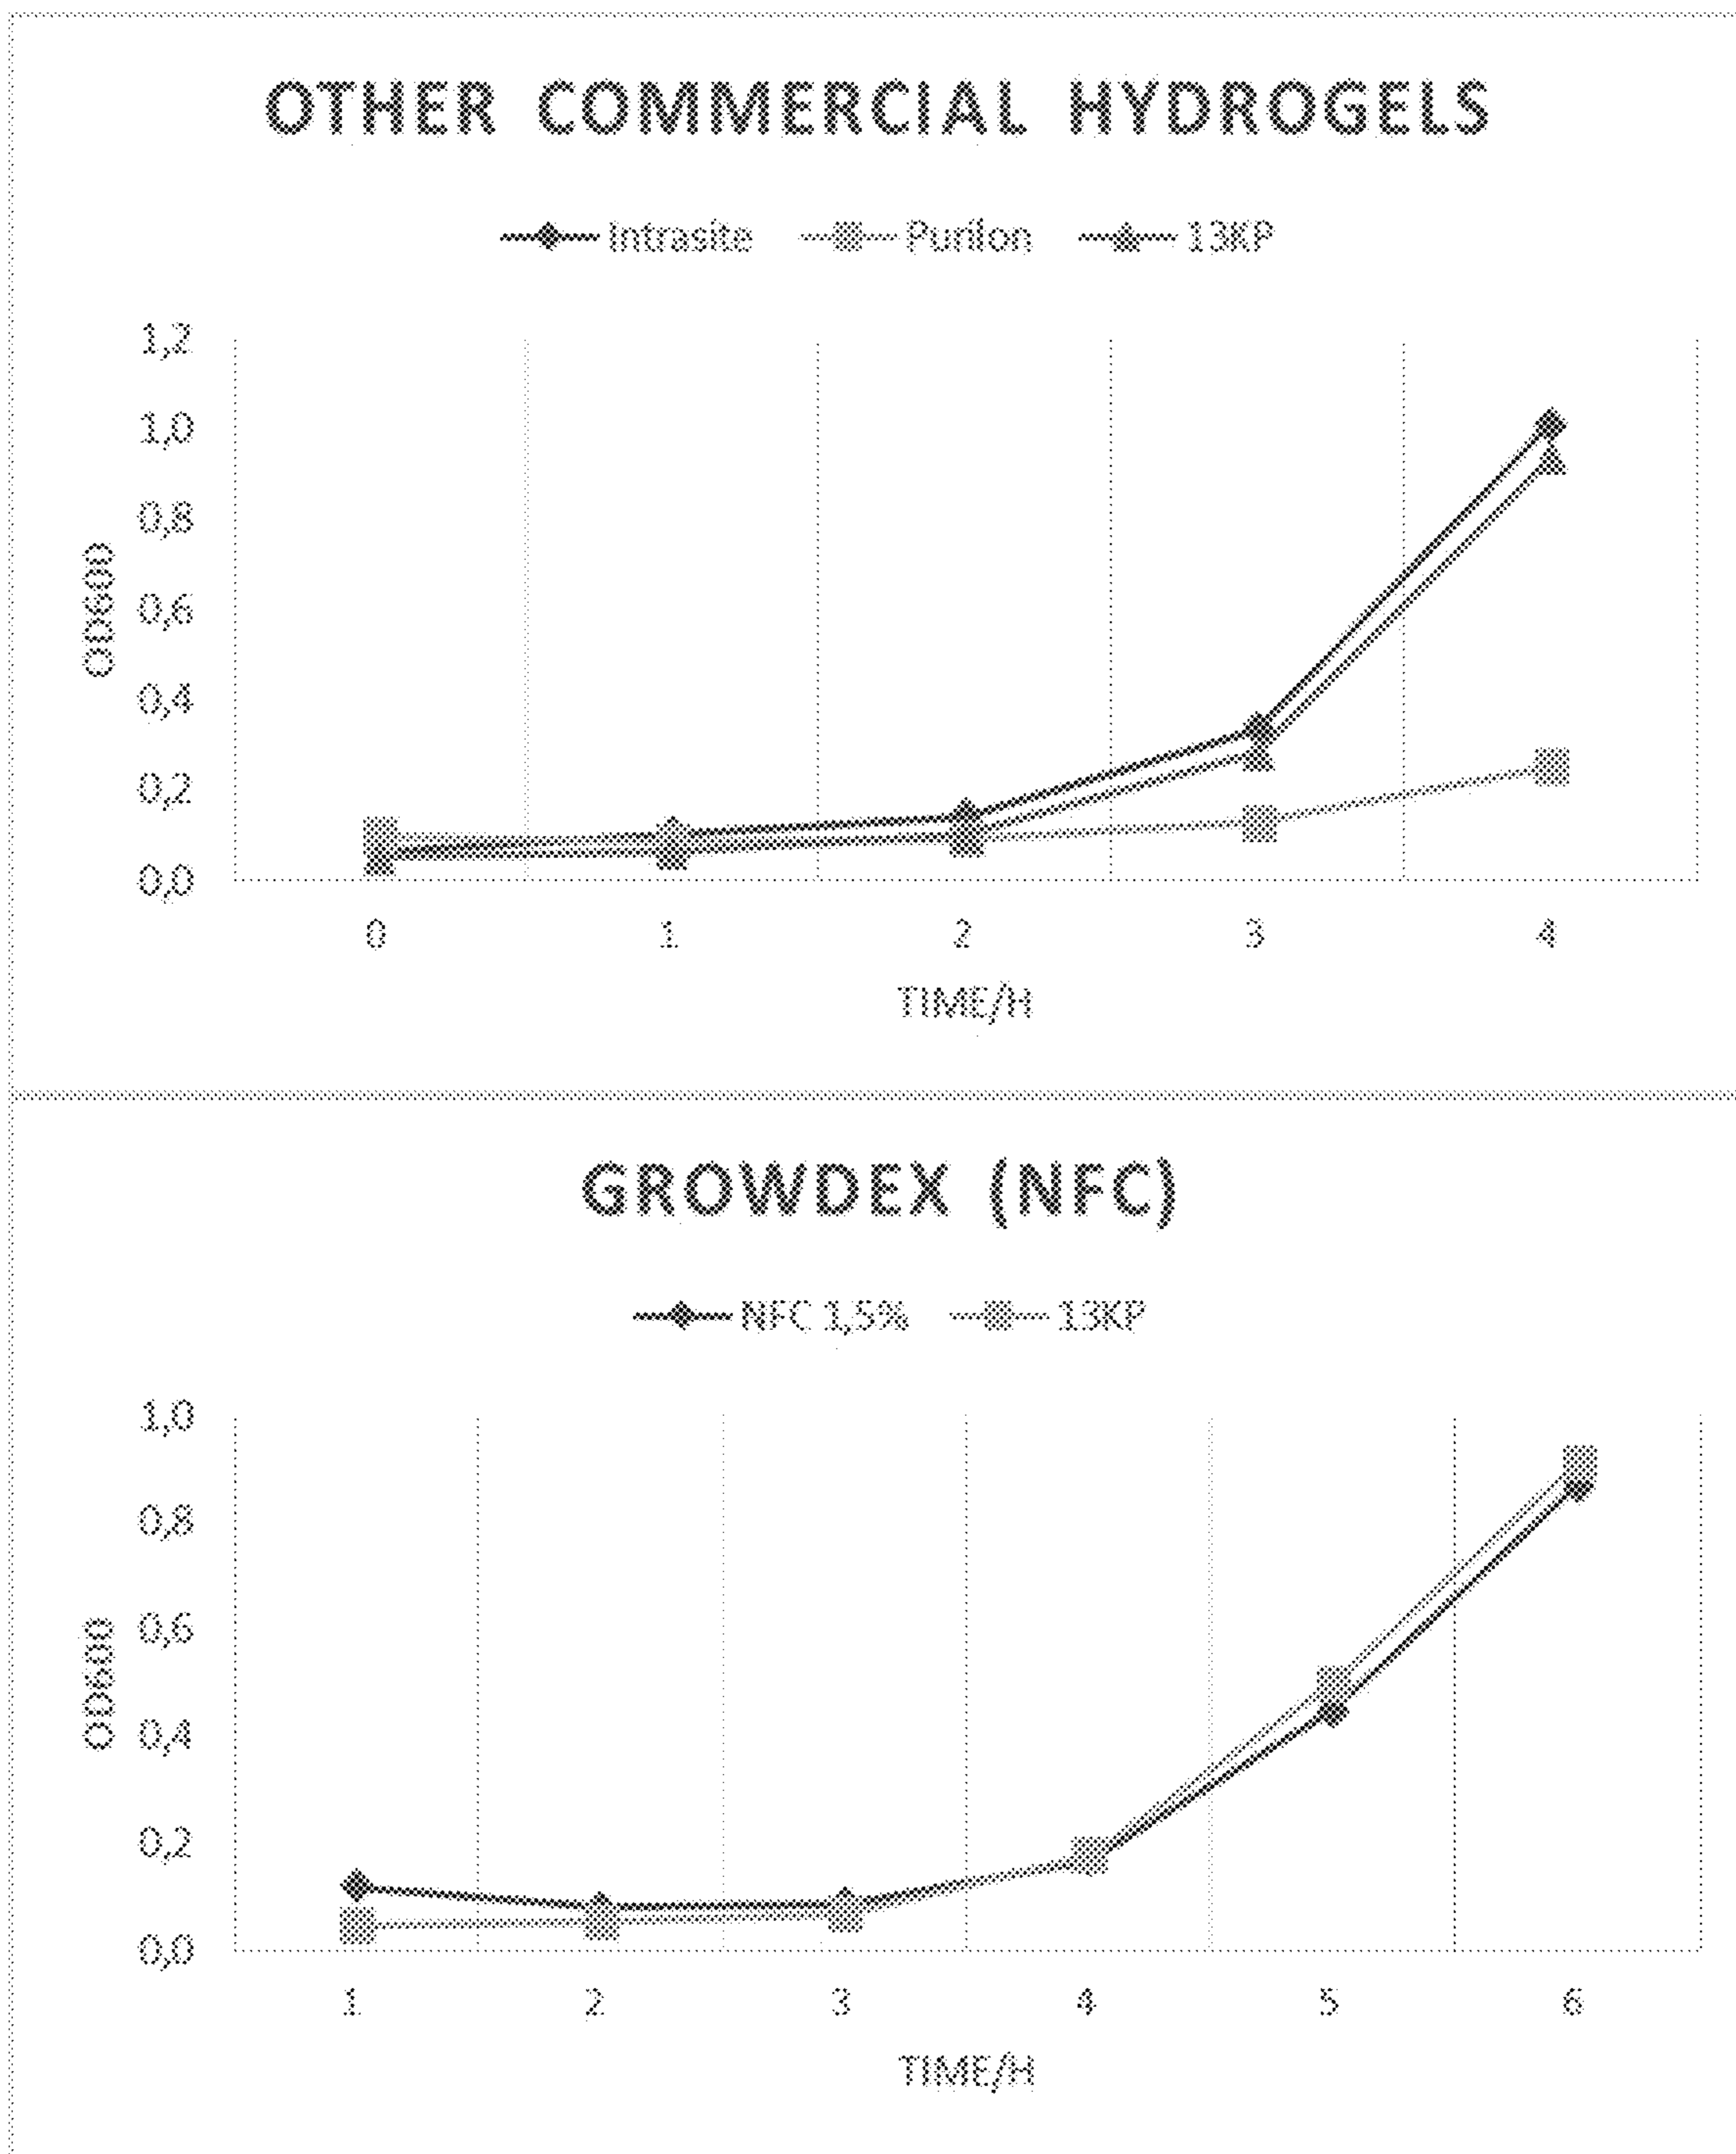 OTHER COMMERCIAL HYDROGELS
Intrasite Purilon 13KP
1,2
1,0
0,8
0,6
0,4
0,2
0,0
OD600
0 1 2 3 4
TIME/H
GROWDEX (NFC)
NFC 1,5% 13KP
1,0
0,8
0,6
0,4
0,2
0,0
OD600
1 2 3 4 5 6
TIME/H